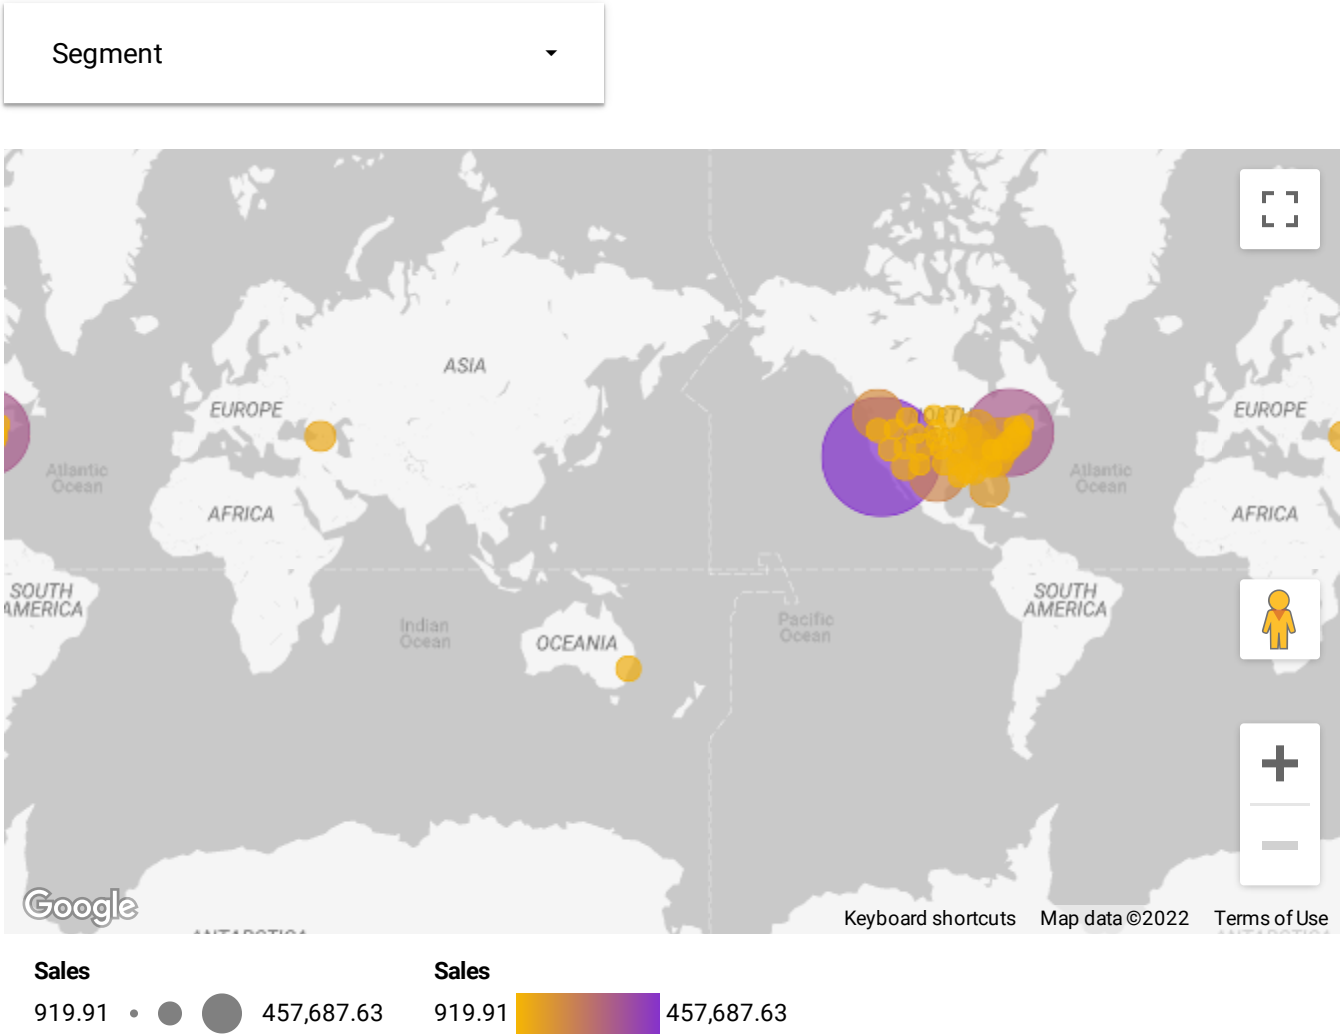 Segment
ASIA
EUROPE
EUROPE
Atlantic
Ocean
Atlantic
Ocean
AFRICA
AFRICA
SOUTH
AMERICA
SOUTH
AMERICA
Indian
Ocean
OCEANIA
Pacific
Ocean
Google
Keyboard shortcuts
Map data ©2022
Terms of Use
Sales
919.91
457,687.63
Sales
919.91
457,687.63